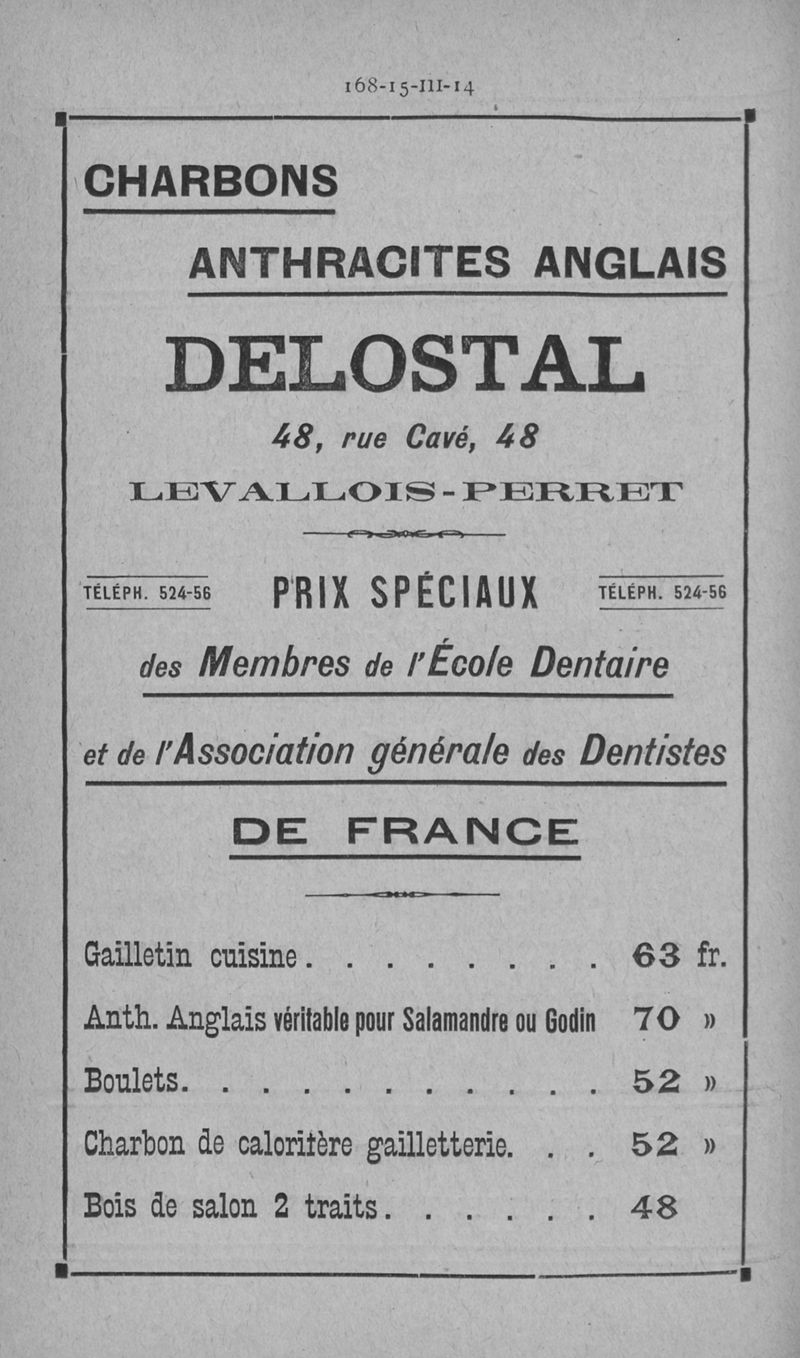 168-15-III-14
CHARBONS
ANTHRACITES ANGLAIS
DELOSTAL
48, rue Cavé, 48
LEVALLOIS-PERRET
TÉLÉPH. 524-56 PRIX SPÉCIAUX TÉLÉPH. 524-56
des Membres de l'École Dentaire
et de l'Association générale des Dentistes
DE FRANCE
Gailletin cuisine. . . . . . . . 63 fr.
Anth. Anglais véritable pour Salamandre ou Godin 70 »
Boulets. . . . . . . . . . . 52 »
Charbon de caloritère gailletterie. . . 52 »
Bois de salon 2 traits. . . . . . 48